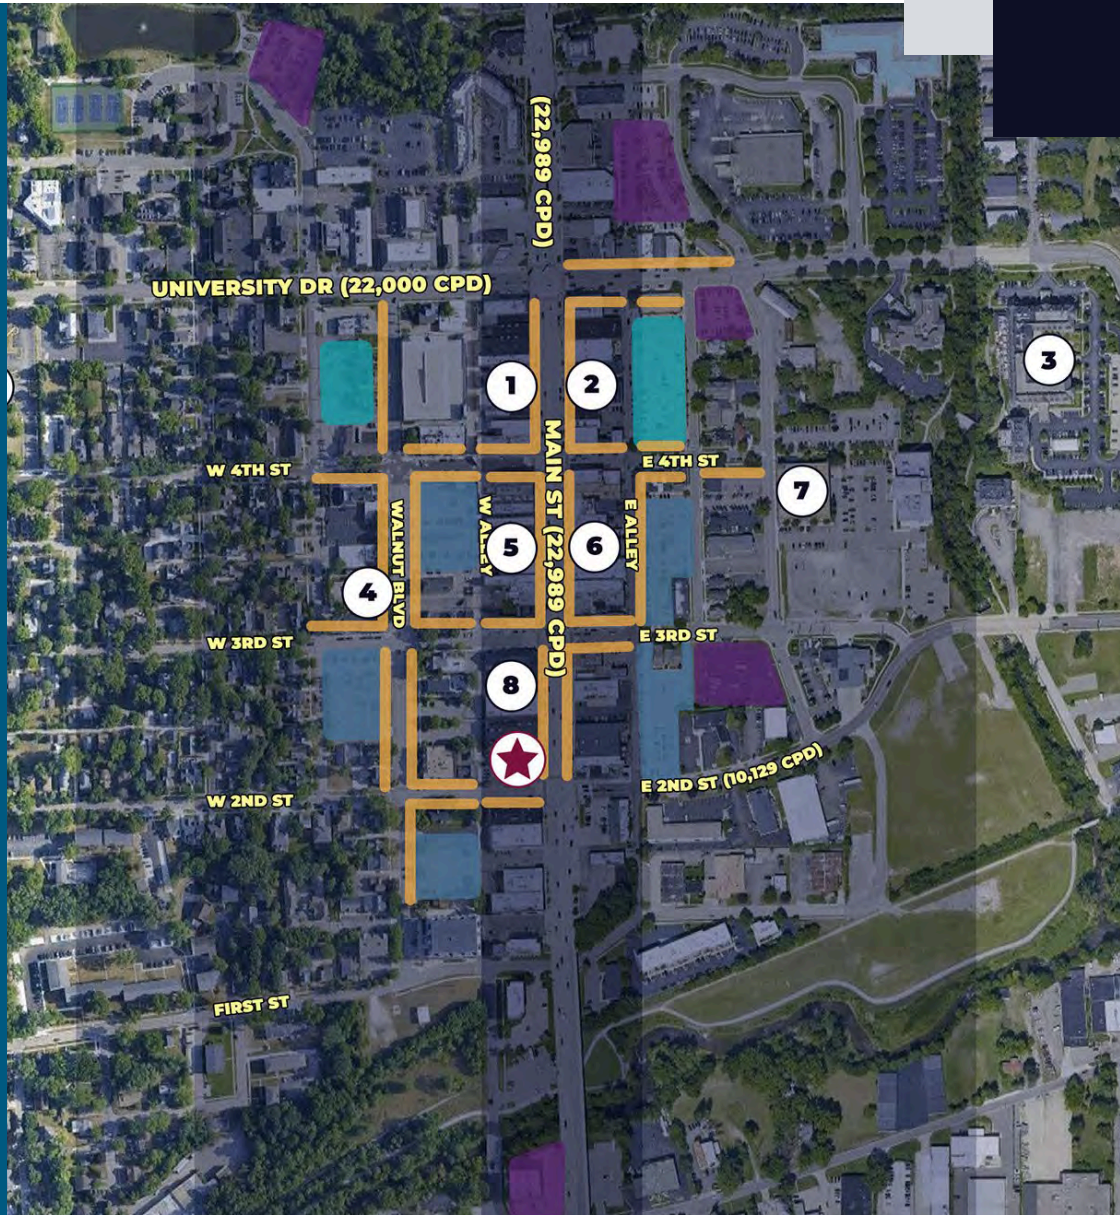 (22,989 CPD)
UNIVERSITY DR (22,000 CPD)
1
2
3
MAIN ST (22,989 CPD)
W 4TH ST
E 4TH ST
7
WALNUT BLVD
W ALLEY
5
6
E ALLEY
4
W 3RD ST
E 3RD ST
8
W 2ND ST
E 2ND ST (10,129 CPD)
FIRST ST